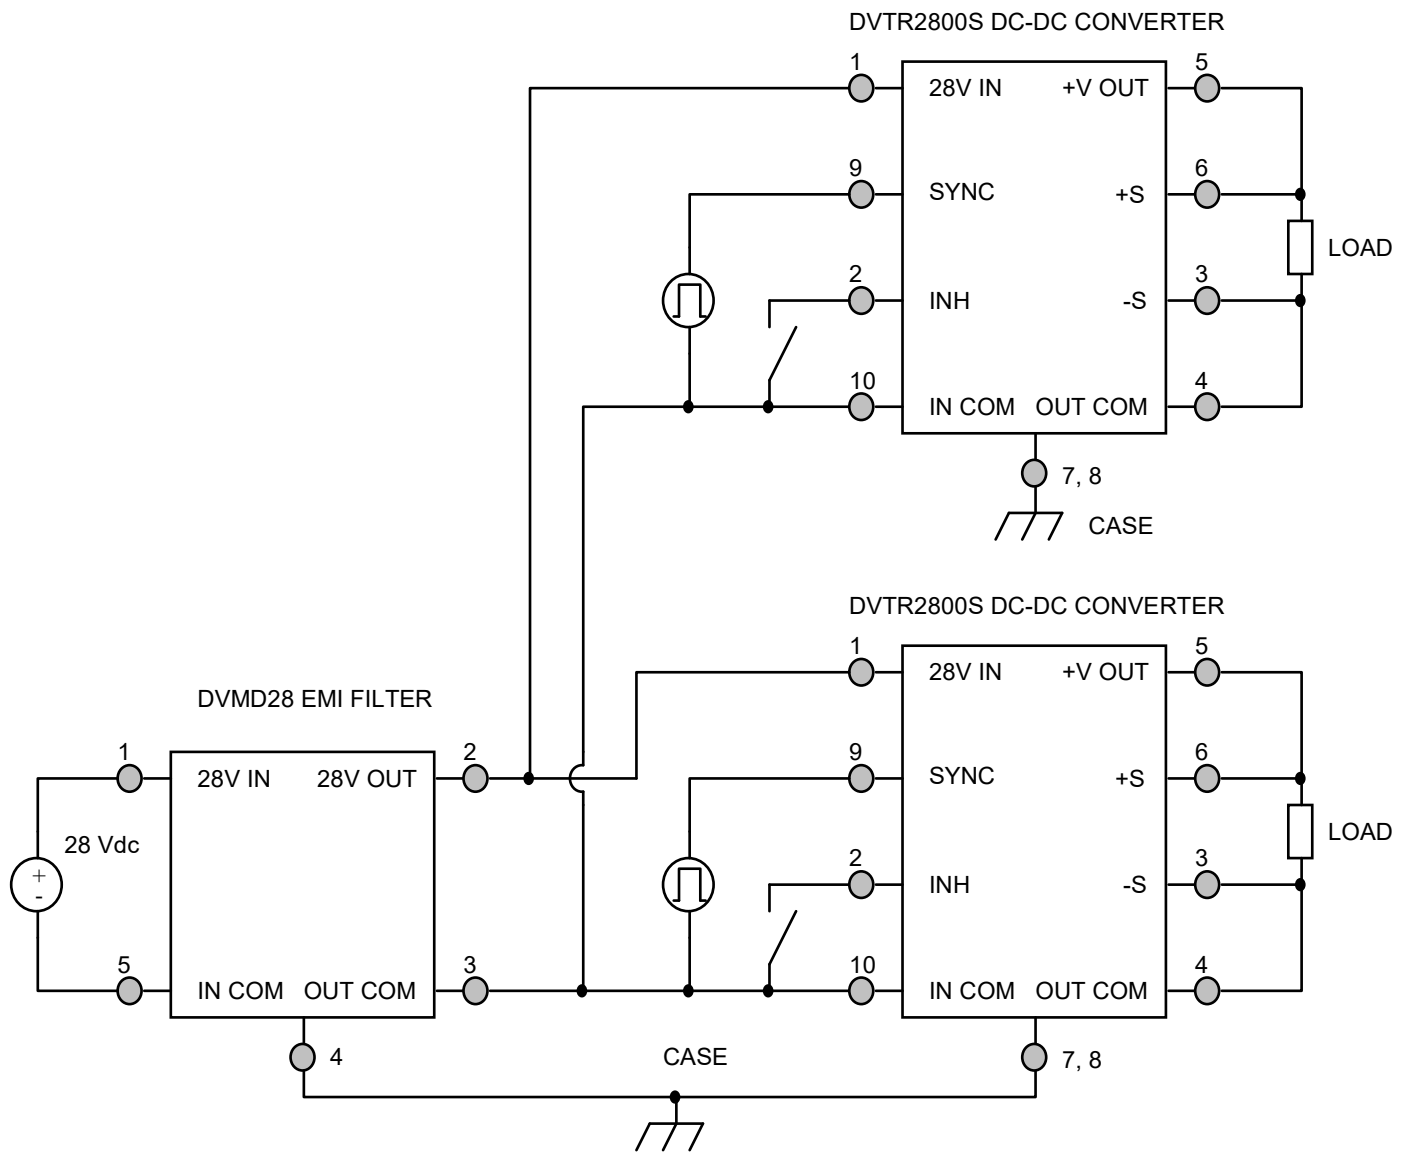 DVTR2800S DC-DC CONVERTER
1
5
28V IN
+V OUT
9
6
SYNC
+S
LOAD
2
3
INH
-S
10
4
IN COM
OUT COM
7, 8
CASE
DVTR2800S DC-DC CONVERTER
1
5
28V IN
+V OUT
DVMD28 EMI FILTER
1
2
9
6
28V IN
28V OUT
SYNC
+S
28 Vdc
LOAD
2
3
+
-
INH
-S
5
3
10
4
IN COM
OUT COM
IN COM
OUT COM
4
CASE
7, 8